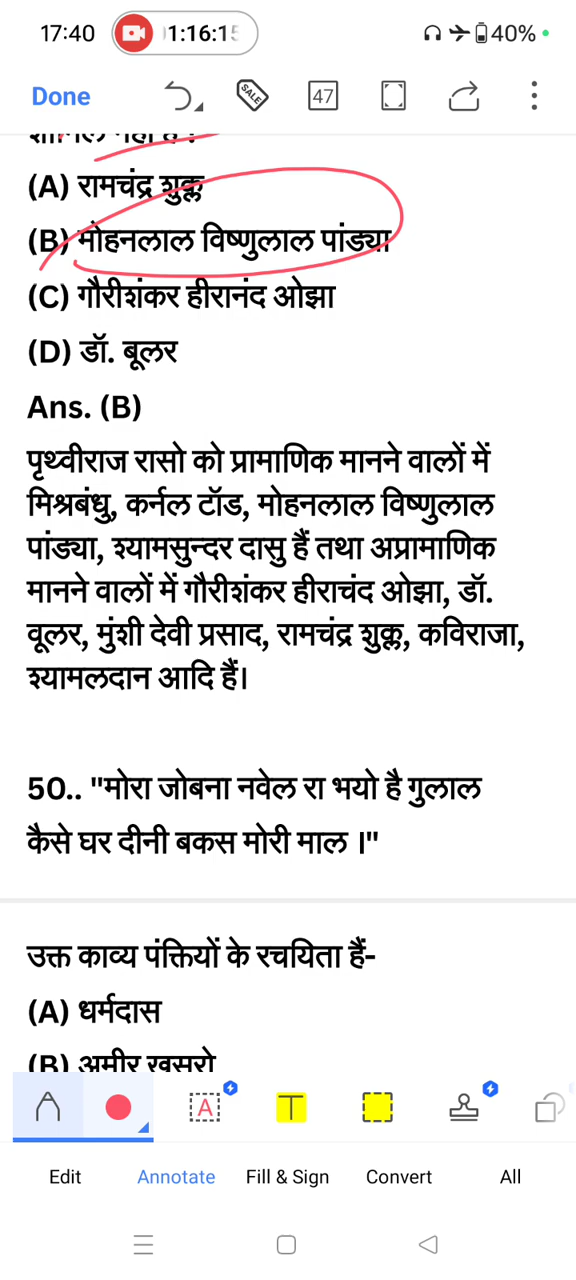 17:40 1:16:15 40%
Done 47
(A) रामचंद्र शुक्ल
(B) मोहनलाल विष्णुलाल पांड्या
(C) गौरीशंकर हीरानंद ओझा
(D) डॉ. बूलर
Ans. (B)
पृथ्वीराज रासो को प्रामाणिक मानने वालों में
मिश्रबंधु, कर्नल टॉड, मोहनलाल विष्णुलाल
पांड्या, श्यामसुन्दर दासु हैं तथा अप्रामाणिक
मानने वालों में गौरीशंकर हीराचंद ओझा, डॉ.
वूलर, मुंशी देवी प्रसाद, रामचंद्र शुक्ल, कविराजा,
श्यामलदान आदि हैं।
50.. "मोरा जोबना नवेल रा भयो है गुलाल
कैसे घर दीनी बकस मोरी माल ।"
उक्त काव्य पंक्तियों के रचयिता हैं-
(A) धर्मदास
(B) अमीर खुसरो
Edit Annotate Fill & Sign Convert All